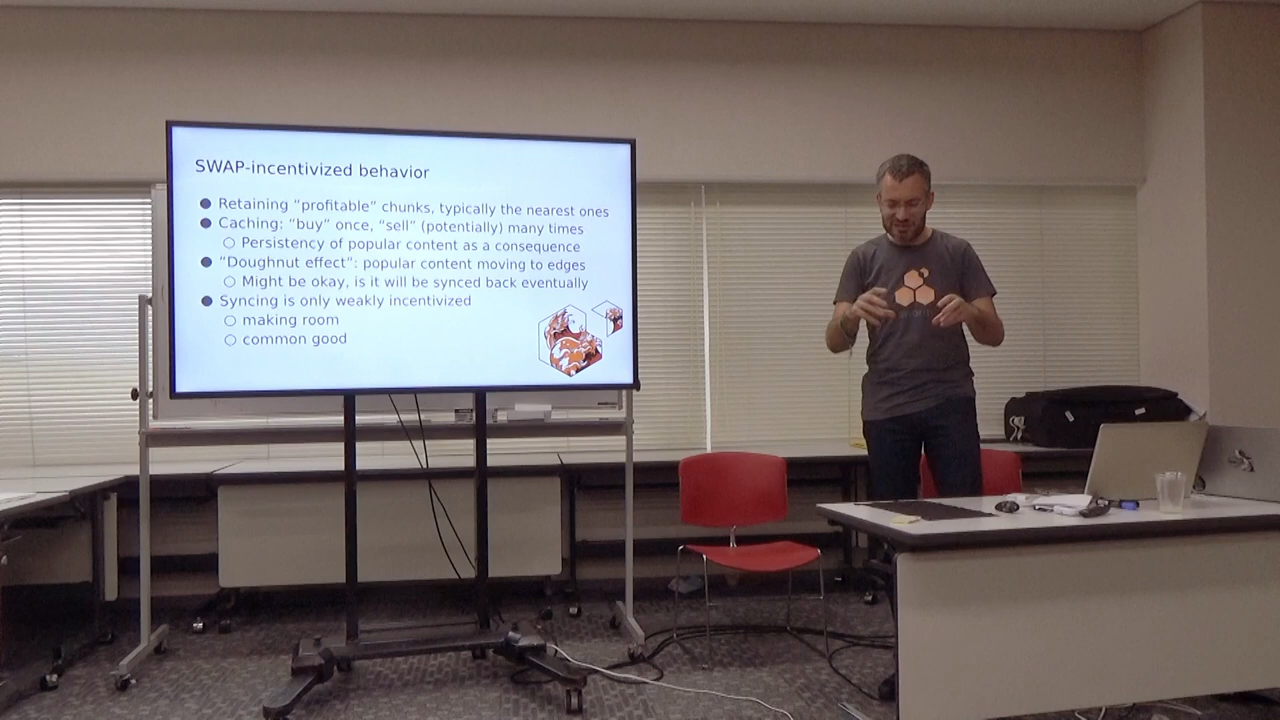 SWAP-incentivized behavior
● Retaining “profitable” chunks, typically the nearest ones
● Caching: “buy” once, “sell” (potentially) many times
○ Persistency of popular content as a consequence
● “Doughnut effect”: popular content moving to edges
○ Might be okay, is it will be synced back eventually
● Syncing is only weakly incentivized
○ making room
○ common good